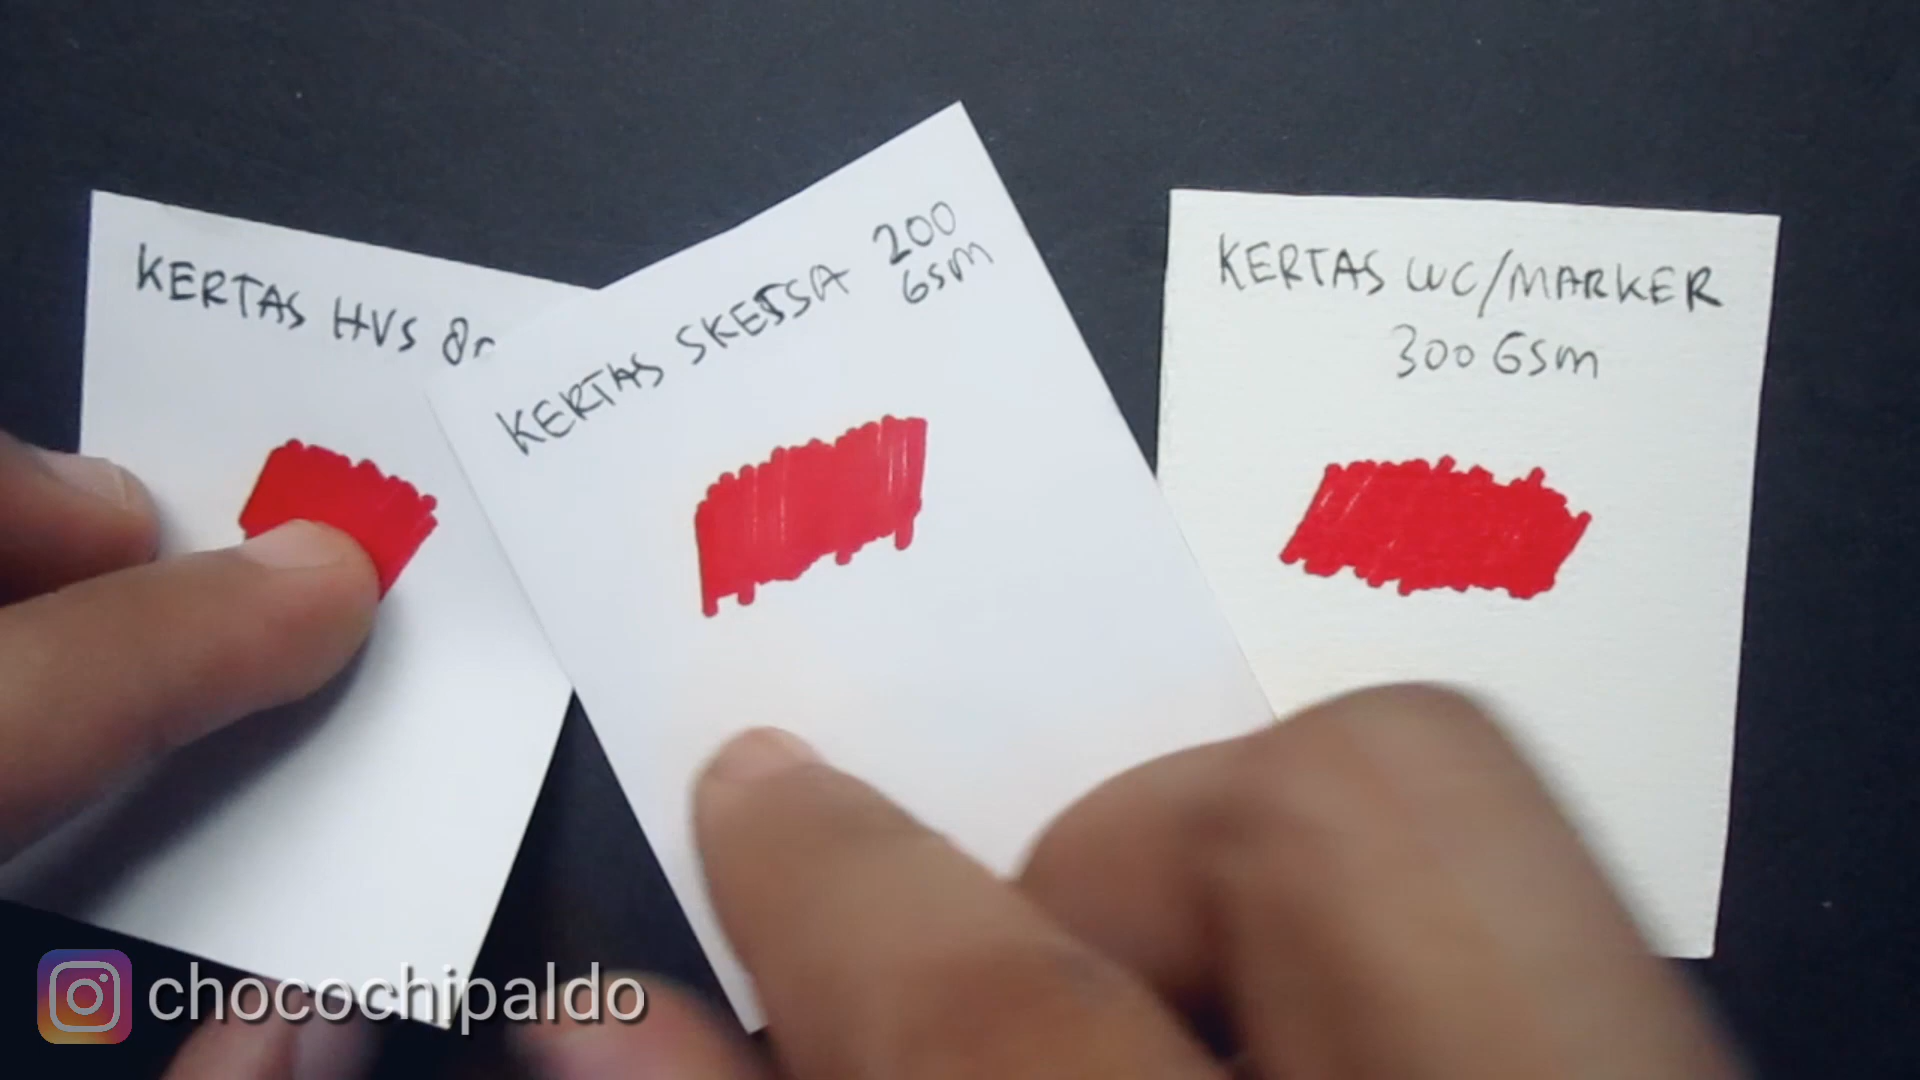 KERTAS HVS
KERTAS SKETSA 200
GSM
KERTAS WC/MARKER
300 GSM
chocochipaldo